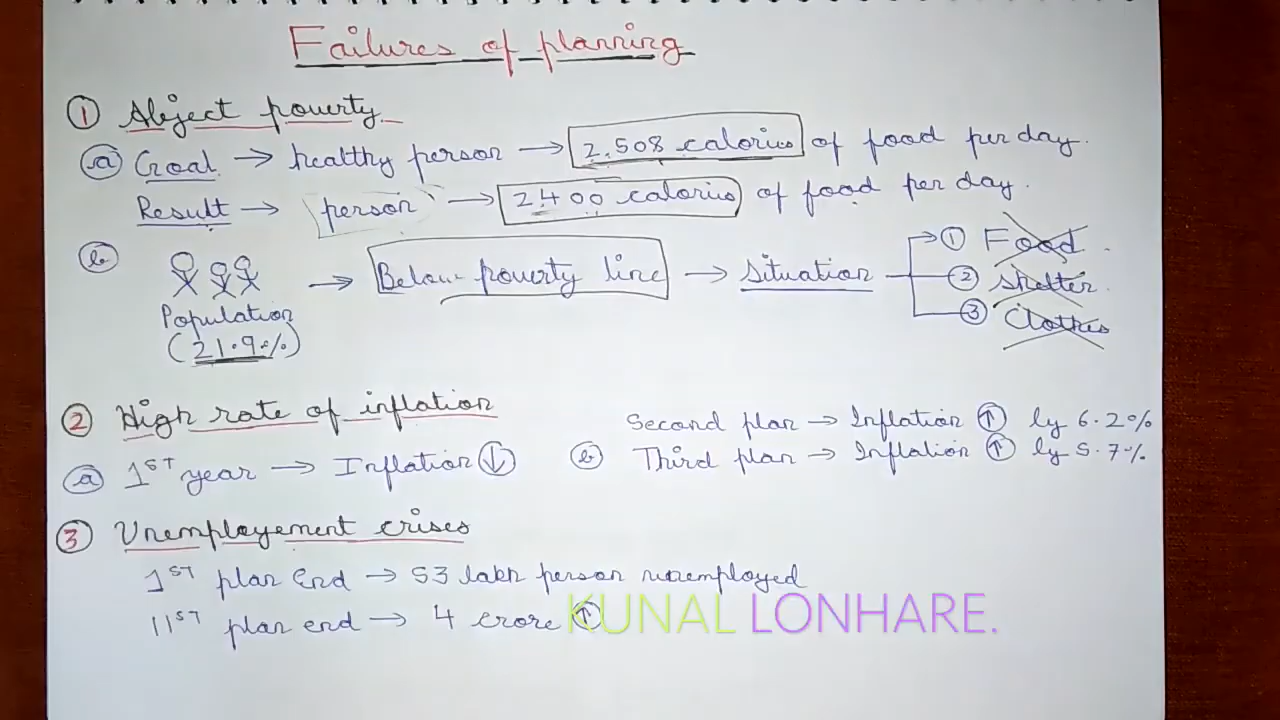 Failures of planning
① Abject poverty
ⓐ Goal → healthy person → 2,508 calories of food per day.
Result → person → 2400 calories of food per day.
ⓑ Below poverty line → Situation
① Food.
② Shelter.
③ Clothes
Population
(21.9%)
② High rate of inflation
ⓐ 1ST year → Inflation ↓
Second plan → Inflation ↑ by 6.2%
ⓑ Third plan → Inflation ↑ by 5.7%
③ Unemployement crises
1ST plan End → 53 lakh person unemployed
11ST plan end → 4 crore ↑
KUNAL LONHARE.